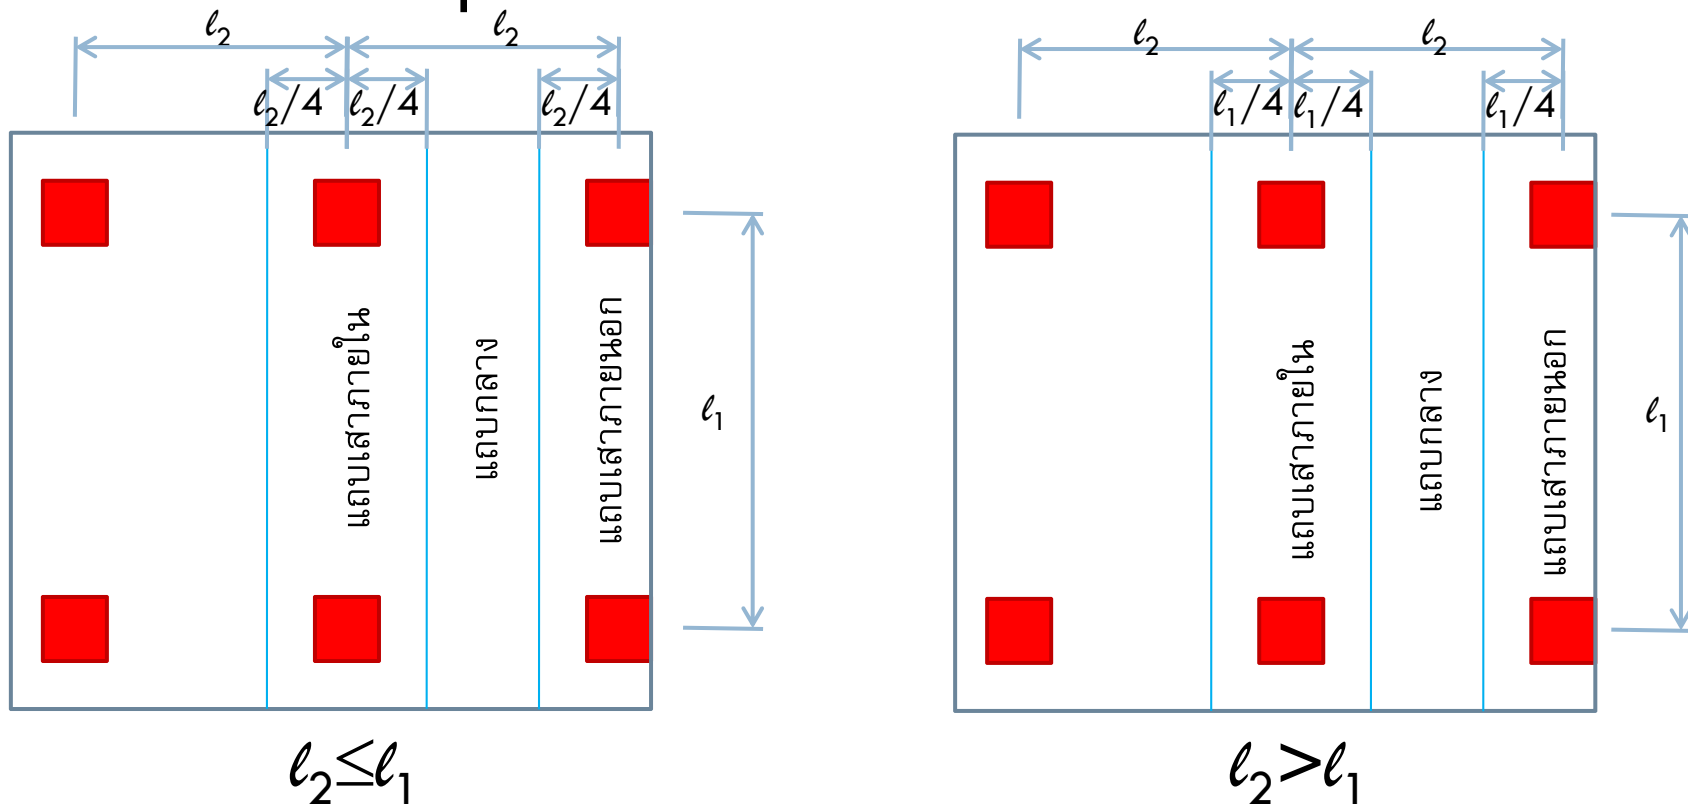 ℓ₂ ℓ₂
ℓ₂/4 ℓ₂/4 ℓ₂/4
แถบเสาภายใน
แถบกลาง
แถบเสาภายนอก
ℓ₁
ℓ₂≤ℓ₁
ℓ₂ ℓ₂
ℓ₁/4 ℓ₁/4 ℓ₁/4
แถบเสาภายใน
แถบกลาง
แถบเสาภายนอก
ℓ₁
ℓ₂>ℓ₁